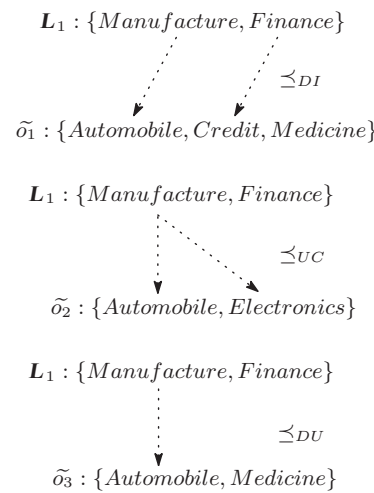 L₁ : {Manufacture, Finance}
⪯DI
õ₁ : {Automobile, Credit, Medicine}
L₁ : {Manufacture, Finance}
⪯UC
õ₂ : {Automobile, Electronics}
L₁ : {Manufacture, Finance}
⪯DU
õ₃ : {Automobile, Medicine}